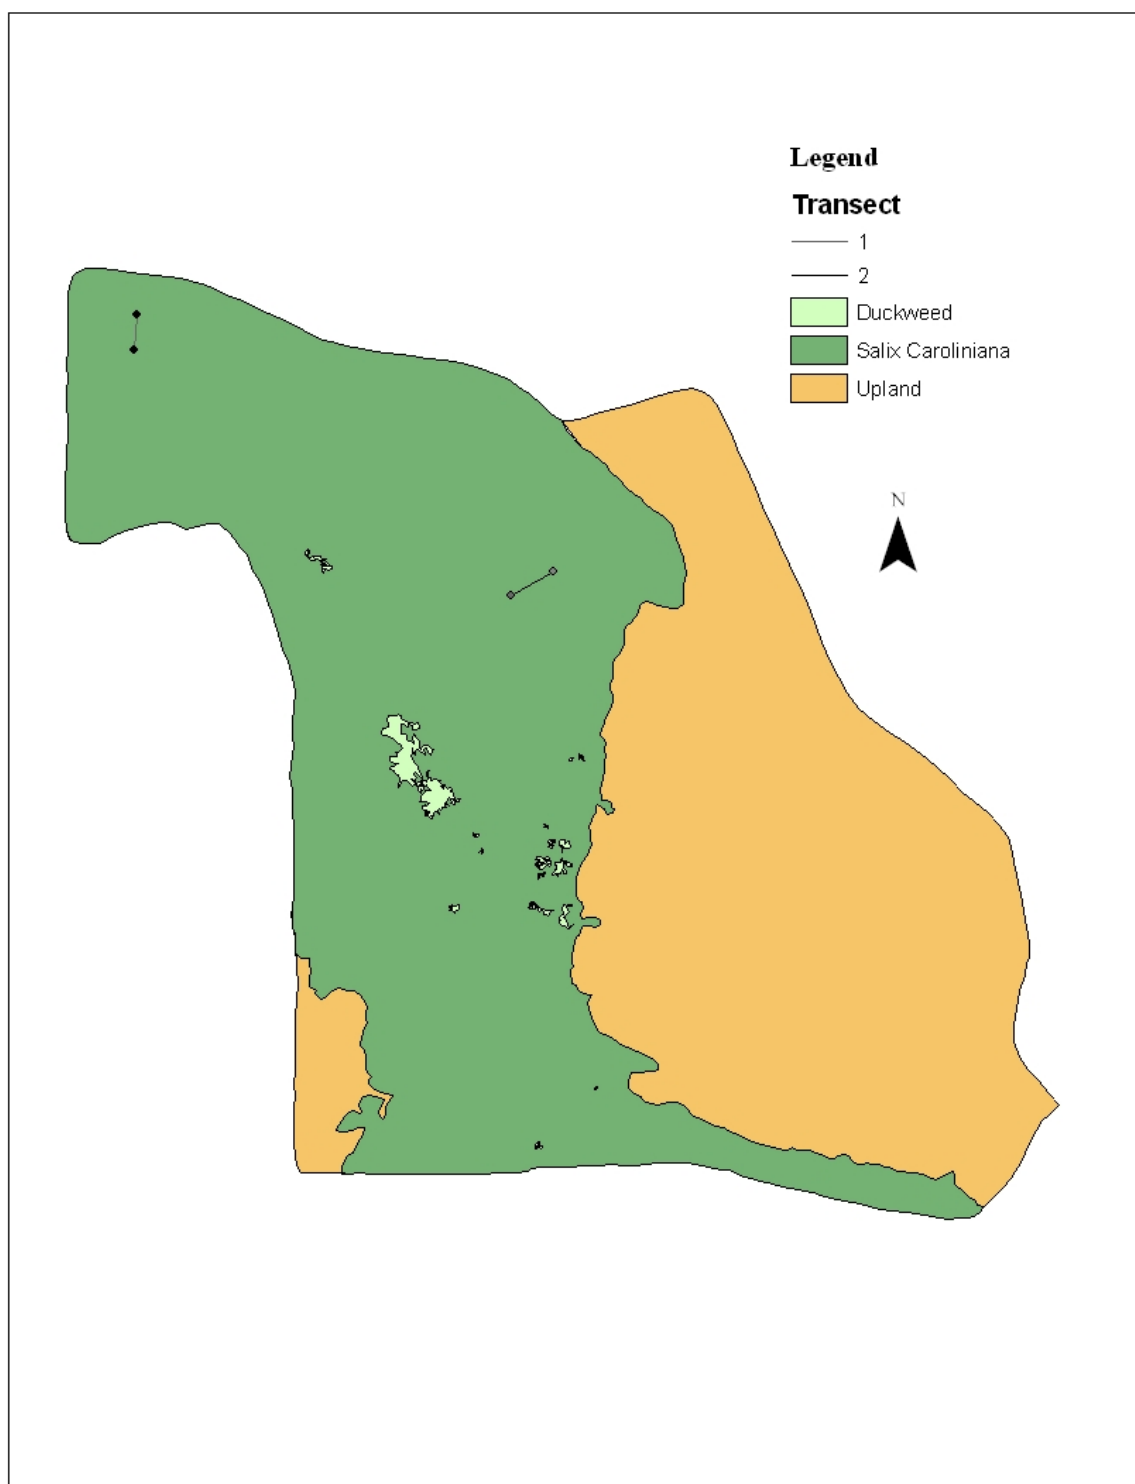 Legend
Transect
1
2
Duckweed
Salix Caroliniana
Upland
N